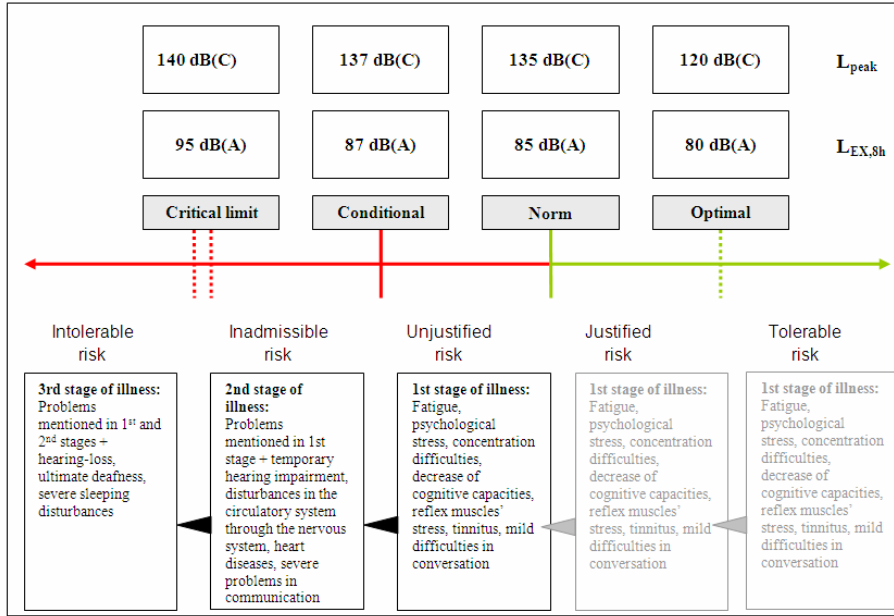 140 dB(C) 137 dB(C) 135 dB(C) 120 dB(C) Lpeak
95 dB(A) 87 dB(A) 85 dB(A) 80 dB(A) LEX,8h
Critical limit Conditional Norm Optimal
Intolerable
risk
Inadmissible
risk
Unjustified
risk
Justified
risk
Tolerable
risk
3rd stage of illness:
Problems
mentioned in 1st and
2nd stages +
hearing-loss,
ultimate deafness,
severe sleeping
disturbances
2nd stage of
illness:
Problems
mentioned in 1st
stage + temporary
hearing impairment,
disturbances in the
circulatory system
through the nervous
system, heart
diseases, severe
problems in
communication
1st stage of illness:
Fatigue,
psychological
stress, concentration
difficulties,
decrease of
cognitive capacities,
reflex muscles'
stress, tinnitus, mild
difficulties in
conversation
1st stage of illness:
Fatigue,
psychological
stress, concentration
difficulties,
decrease of
cognitive capacities,
reflex muscles'
stress, tinnitus, mild
difficulties in
conversation
1st stage of illness:
Fatigue,
psychological
stress, concentration
difficulties,
decrease of
cognitive capacities,
reflex muscles'
stress, tinnitus, mild
difficulties in
conversation